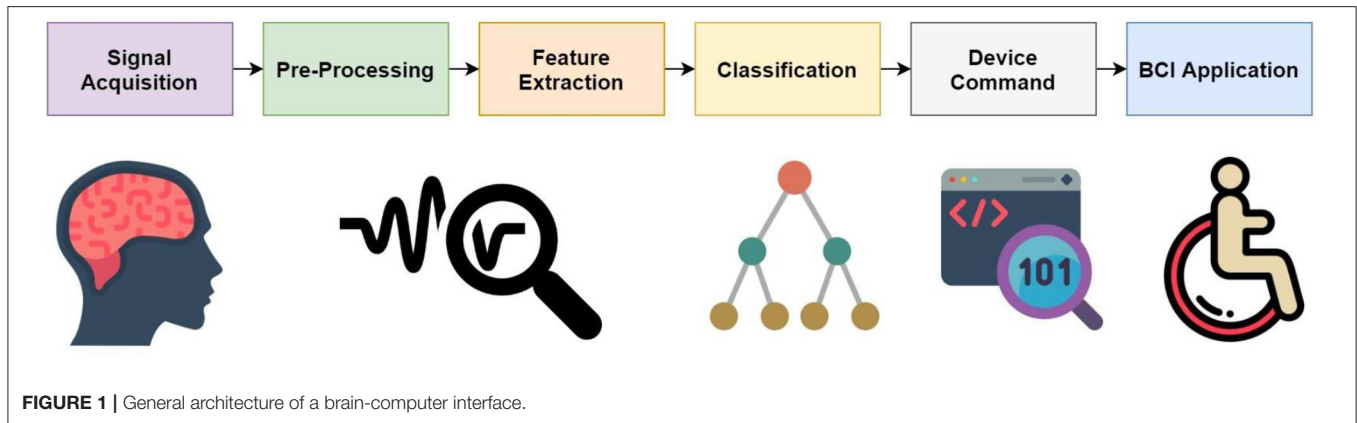 Signal
Acquisition
Pre-Processing
Feature
Extraction
Classification
Device
Command
BCI Application
</>
101
FIGURE 1 | General architecture of a brain-computer interface.